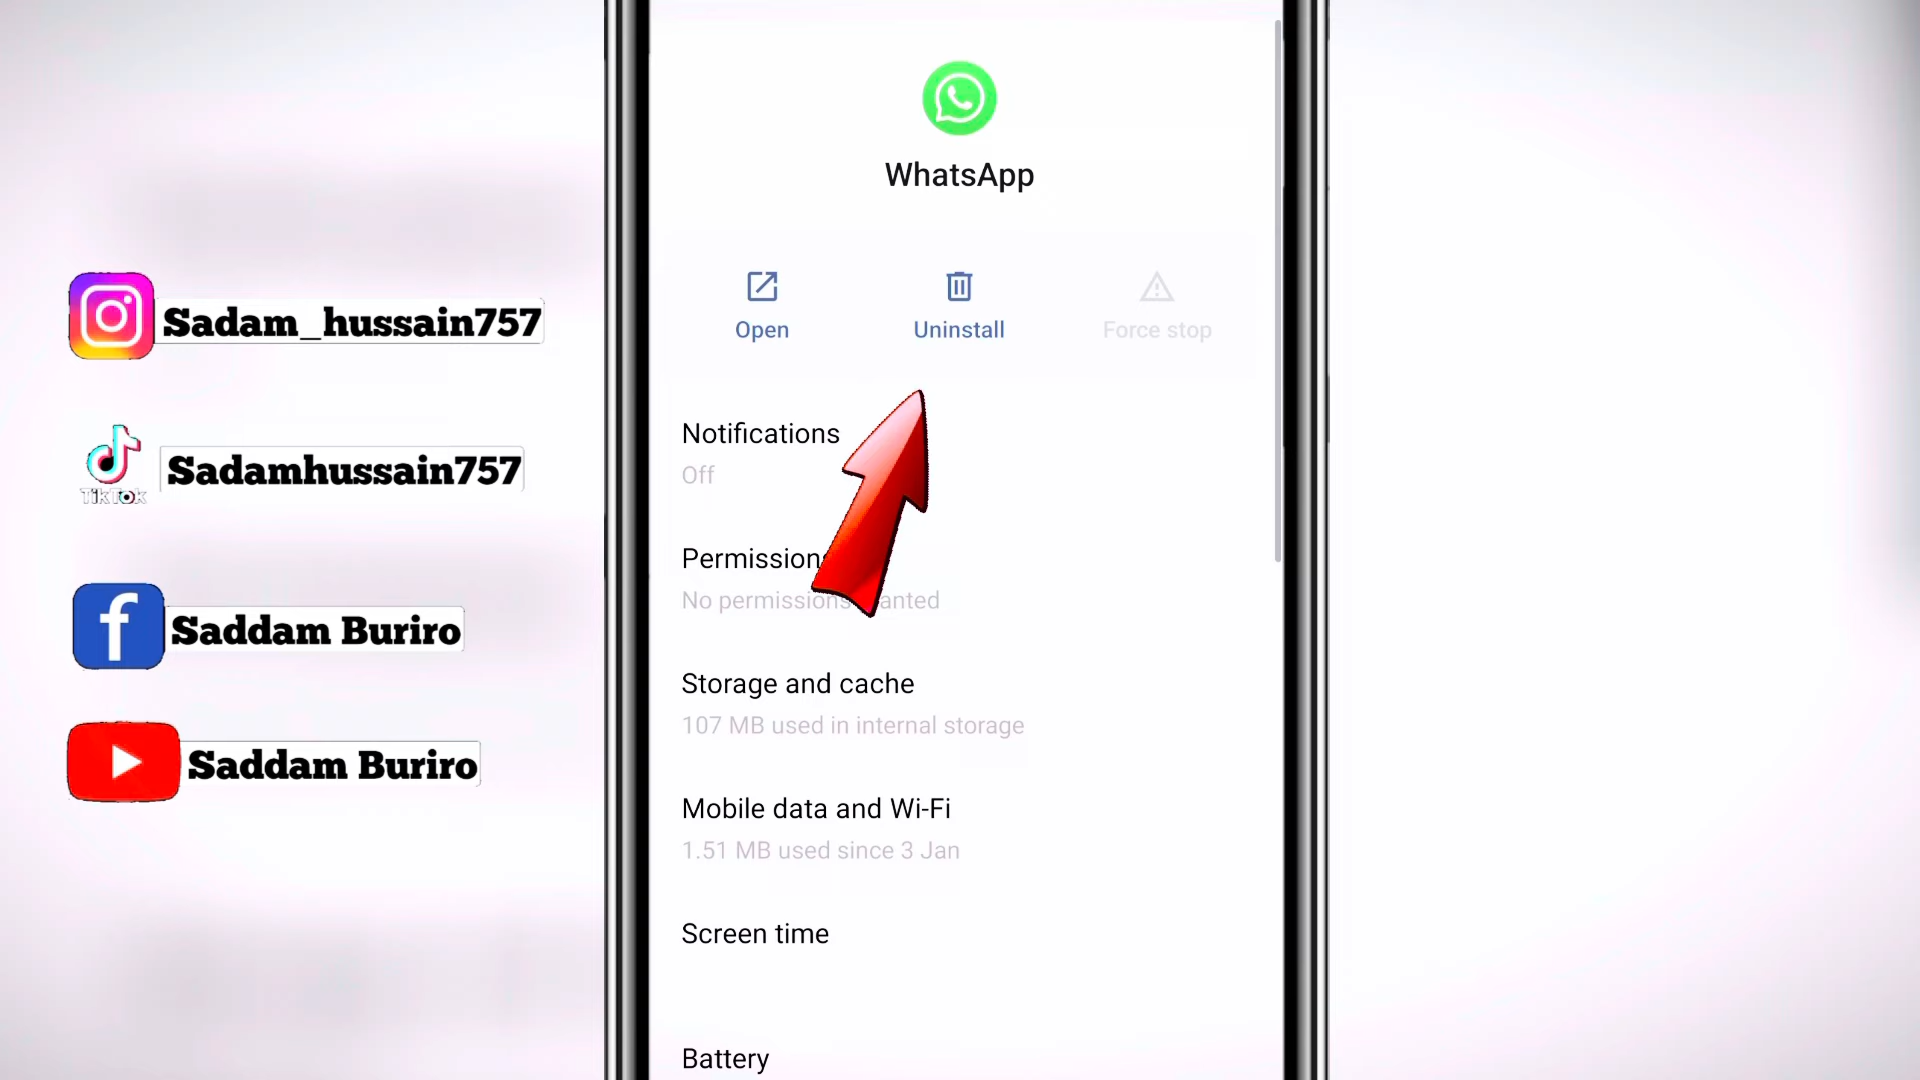 Sadam_hussain757
TikTok
Sadamhussain757
Saddam Buriro
Saddam Buriro
WhatsApp
Open
Uninstall
Force stop
Notifications
Off
Permission
No permissions anted
Storage and cache
107 MB used in internal storage
Mobile data and Wi-Fi
1.51 MB used since 3 Jan
Screen time
Battery